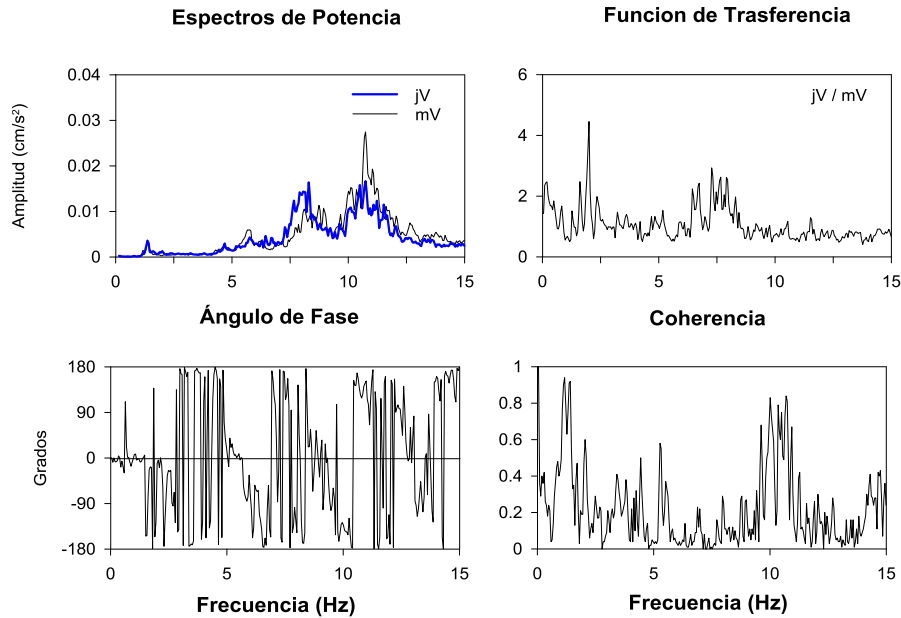 Espectros de Potencia
Funcion de Trasferencia
Amplitud (cm/s²)
0.04
0.03
0.02
0.01
0
jV
mV
0 5 10 15
6
4
2
0
jV / mV
0 5 10 15
Ángulo de Fase
Coherencia
Grados
180
90
0
-90
-180
0 5 10 15
Frecuencia (Hz)
1
0.8
0.6
0.4
0.2
0
0 5 10 15
Frecuencia (Hz)